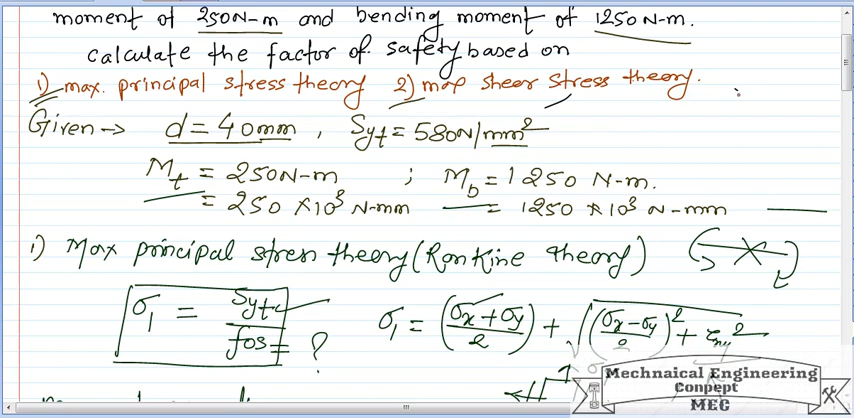 moment of 250N-m and bending moment of 1250N-m.
calculate the factor of safety based on
1) max. principal stress theory 2) max shear stress theory.
Given → d = 40mm , Syt = 580N/mm²
Mt = 250N-m ; Mb = 1250 N-m.
= 250 × 10³ N-mm = 1250 × 10³ N-mm
1) Max principal stress theory (Rankine theory)
σ1 = Syt/fos ? σ1 = (σx + σy / 2) + √((σx - σy / 2)² + τxy²)
Mechnaical Engineering
Conpept
MEC